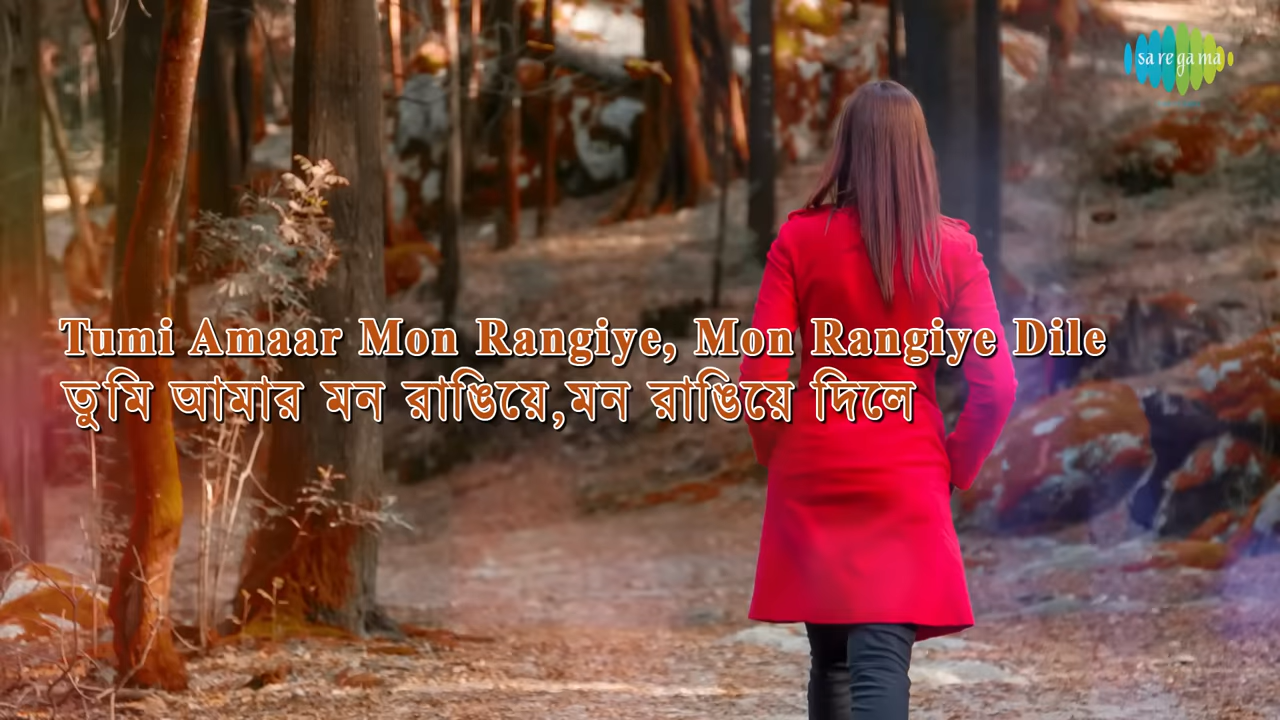 saregama
Tumi Amaar Mon Rangiye, Mon Rangiye Dile
তুমি আমার মন রাঙিয়ে,মন রাঙিয়ে দিলে